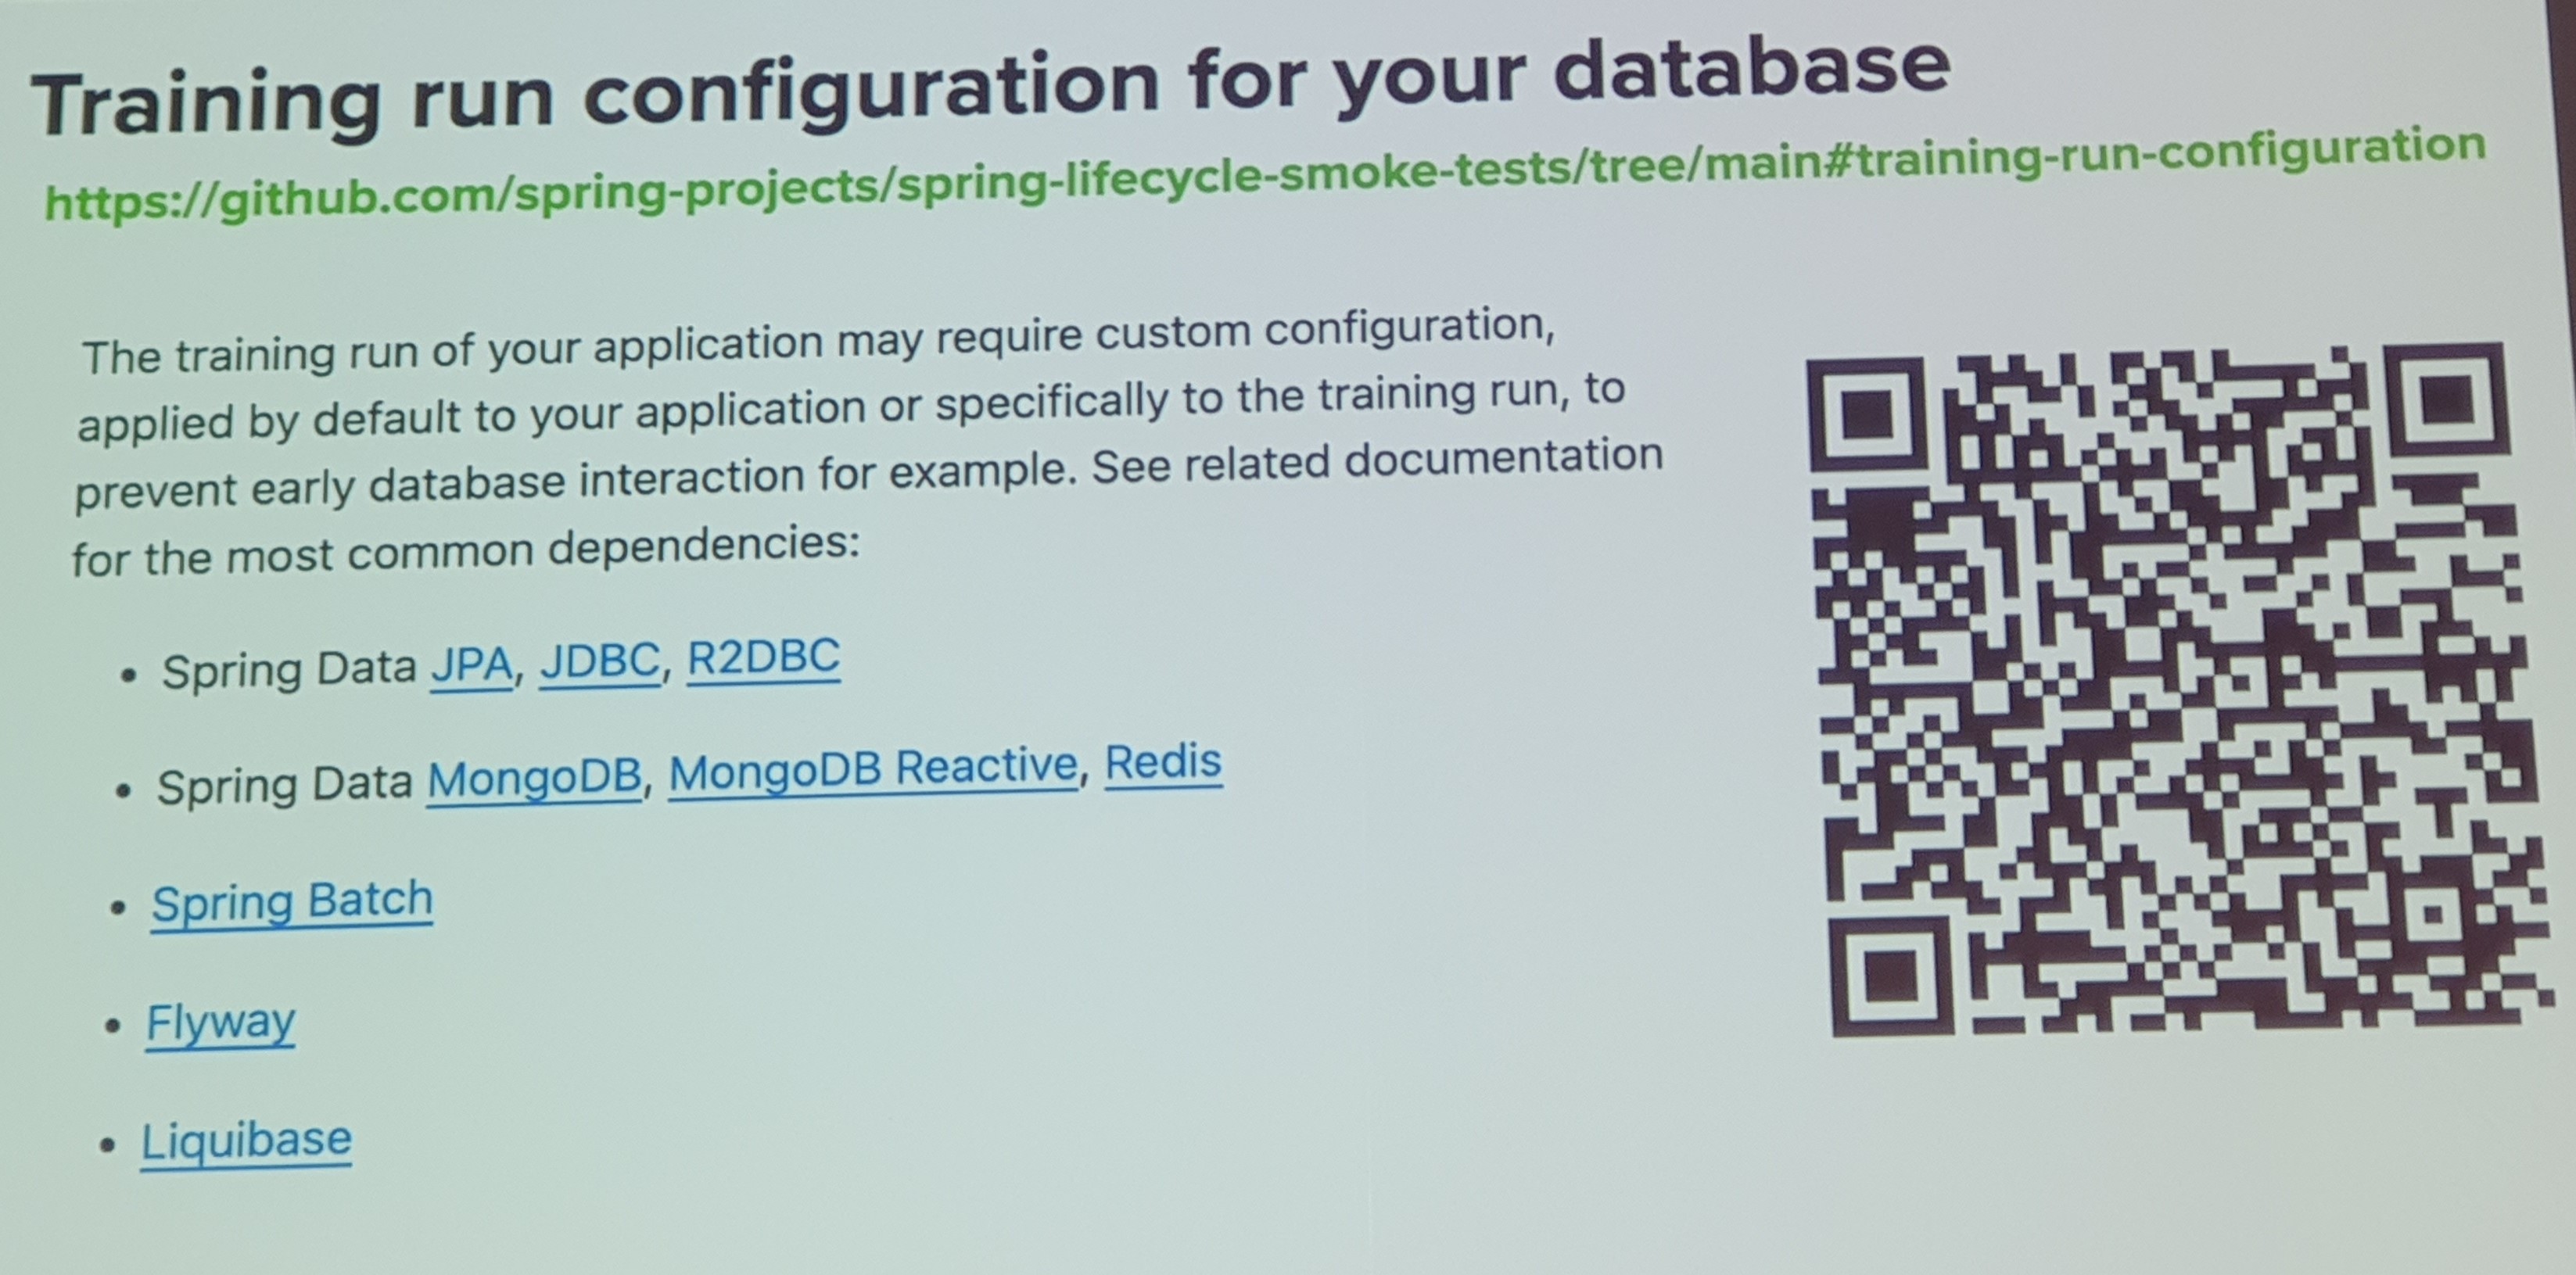 Training run configuration for your database
https://github.com/spring-projects/spring-lifecycle-smoke-tests/tree/main#training-run-configuration
The training run of your application may require custom configuration,
applied by default to your application or specifically to the training run, to
prevent early database interaction for example. See related documentation
for the most common dependencies:
• Spring Data JPA, JDBC, R2DBC
• Spring Data MongoDB, MongoDB Reactive, Redis
• Spring Batch
• Flyway
• Liquibase